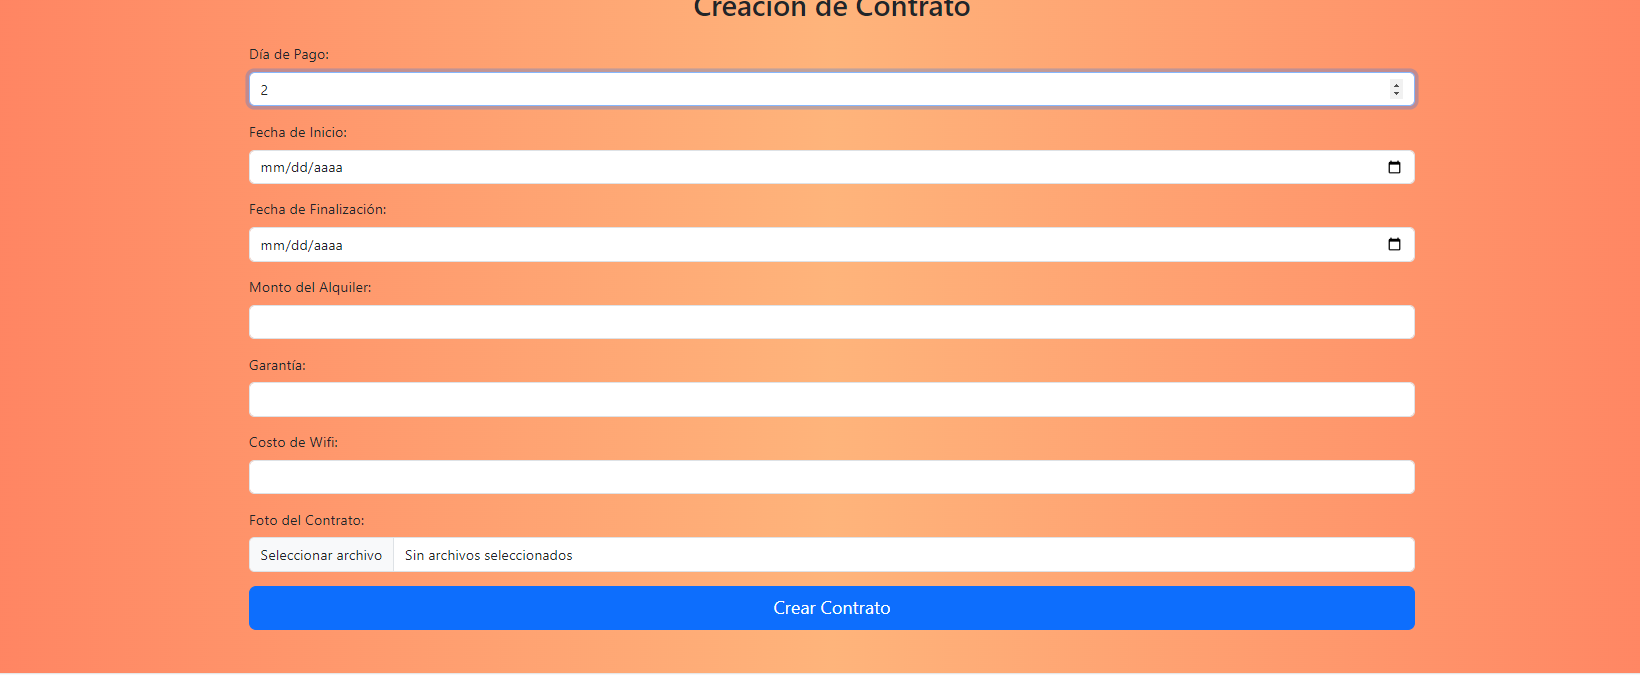 Creación de Contrato
Día de Pago:
2
Fecha de Inicio:
mm/dd/aaaa
Fecha de Finalización:
mm/dd/aaaa
Monto del Alquiler:
Garantía:
Costo de Wifi:
Foto del Contrato:
Seleccionar archivo Sin archivos seleccionados
Crear Contrato